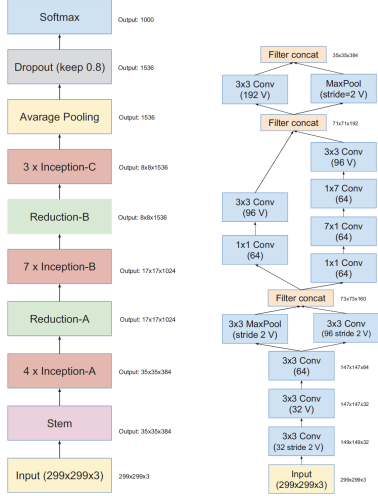 Softmax
Output: 1000
Dropout (keep 0.8)
Output: 1536
Avarage Pooling
Output: 1536
3 x Inception-C
Output: 8x8x1536
Reduction-B
Output: 8x8x1536
7 x Inception-B
Output: 17x17x1024
Reduction-A
Output: 17x17x1024
4 x Inception-A
Output: 35x35x384
Stem
Output: 35x35x384
Input (299x299x3)
299x299x3
Filter concat
35x35x384
3x3 Conv
(192 V)
MaxPool
(stride=2 V)
Filter concat
71x71x192
3x3 Conv
(96 V)
1x7 Conv
(64)
3x3 Conv
(96 V)
7x1 Conv
(64)
1x1 Conv
(64)
1x1 Conv
(64)
Filter concat
73x73x160
3x3 MaxPool
(stride 2 V)
3x3 Conv
(96 stride 2 V)
3x3 Conv
(64)
147x147x64
3x3 Conv
(32 V)
147x147x32
3x3 Conv
(32 stride 2 V)
149x149x32
Input
(299x299x3)
299x299x3